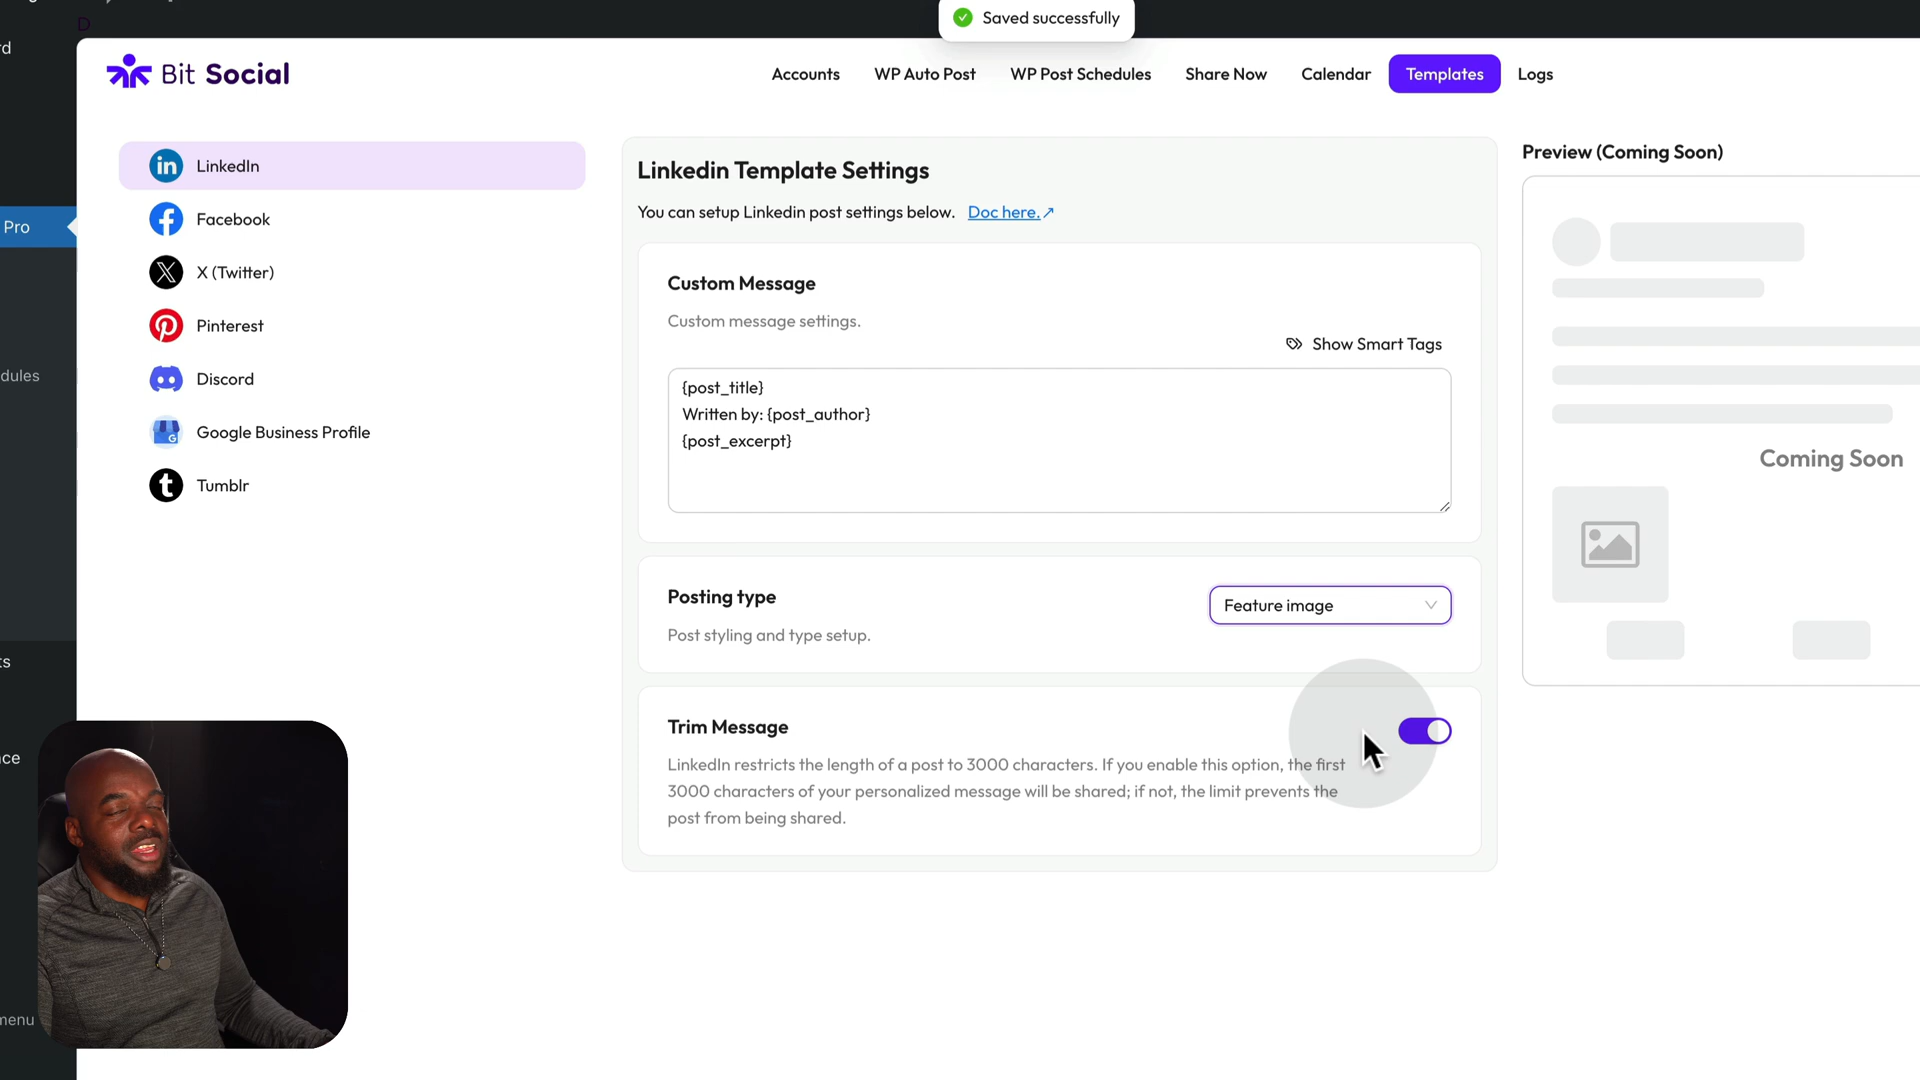 Saved successfully
rd
D
Bit Social
Accounts
WP Auto Post
WP Post Schedules
Share Now
Calendar
Templates
Logs
Pro
dules
ts
ce
menu
LinkedIn
Facebook
X (Twitter)
Pinterest
Discord
Google Business Profile
Tumblr
Linkedin Template Settings
You can setup Linkedin post settings below. Doc here.↗
Custom Message
Custom message settings.
Show Smart Tags
{post_title}
Written by: {post_author}
{post_excerpt}
Posting type
Post styling and type setup.
Feature image
Trim Message
LinkedIn restricts the length of a post to 3000 characters. If you enable this option, the first
3000 characters of your personalized message will be shared; if not, the limit prevents the
post from being shared.
Preview (Coming Soon)
Coming Soon